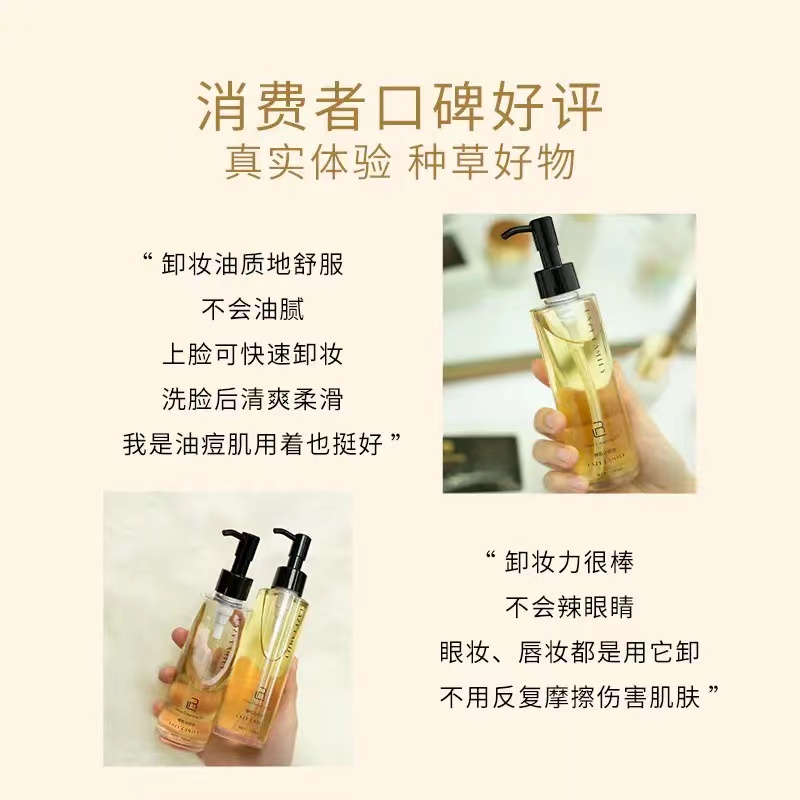 消费者口碑好评
真实体验 种草好物
“ 卸妆油质地舒服
不会油腻
上脸可快速卸妆
洗脸后清爽柔滑
我是油痘肌用着也挺好 ”
“ 卸妆力很棒
不会辣眼睛
眼妆、唇妆都是用它卸
不用反复摩擦伤害肌肤 ”